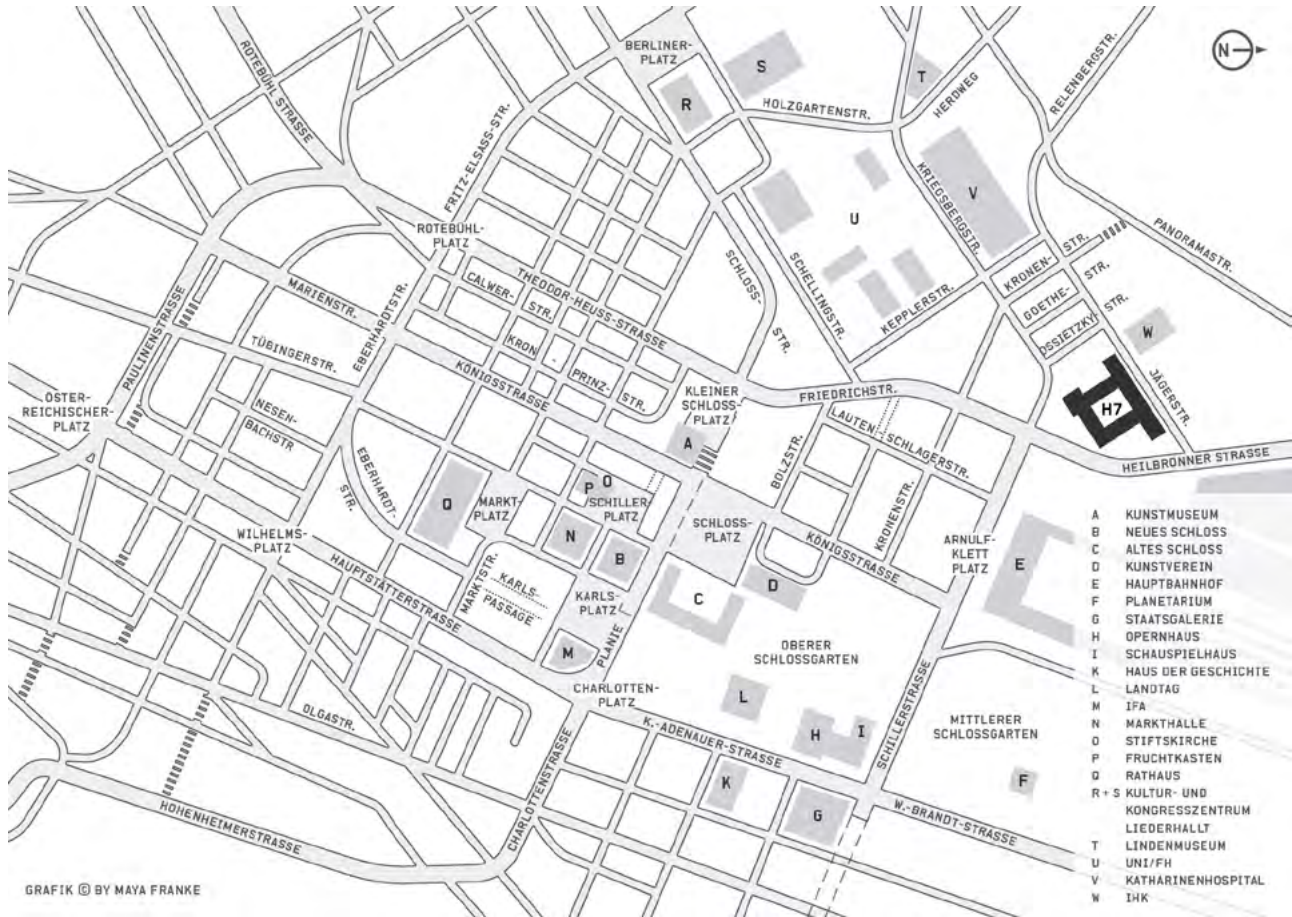 BERLINER-
PLATZ
S
T
N
R
ROTEBÜHL STRASSE
HOLZGARTENSTR.
HERDWEG
RELENBERGSTR.
FRITZ-ELSASS-STR.
U
V
KRIEGSBERGSTR.
ROTEBÜHL-
PLATZ
SCHLOSS-
STR.
SCHELLINGSTR.
KEPPLERSTR.
KRONEN-
STR.
GOETHE-
STR.
OSSIETZKY-
STR.
PANORAMASTR.
W
JÄGERSTR.
H7
HEILBRONNER STRASSE
THEODOR-HEUSS-STRASSE
CALWER-
STR.
KRON
PRINZ-
STR.
MARIENSTR.
PAULINENSTRASSE
TÜBINGERSTR.
EBERHARDTSTR.
KÖNIGSSTRASSE
KLEINER
SCHLOSS-
PLATZ
A
FRIEDRICHSTR.
LAUTEN-
SCHLAGERSTR.
BOLZSTR.
KRONENSTR.
ÖSTER-
REICHISCHER-
PLATZ
NESEN-
BACHSTR
EBERHARDT-
STR.
Q
MARKT-
PLATZ
P
O
SCHILLER-
PLATZ
N
B
SCHLOSS-
PLATZ
KÖNIGSSTRASSE
ARNULF-
KLETT
PLATZ
E
WILHELMS-
PLATZ
HAUPTSTÄTTERSTRASSE
MARKTSTR.
KARLS-
PASSAGE
KARLS-
PLATZ
PLANIE
C
D
M
OBERER
SCHLOSSGARTEN
L
CHARLOTTEN-
PLATZ
OLGASTR.
K.-ADENAUER-STRASSE
H
I
SCHILLERSTRASSE
MITTLERER
SCHLOSSGARTEN
F
K
G
W.-BRANDT-STRASSE
CHARLOTTENSTRASSE
HOHENHEIMERSTRASSE
GRAFIK © BY MAYA FRANKE
A KUNSTMUSEUM
B NEUES SCHLOSS
C ALTES SCHLOSS
D KUNSTVEREIN
E HAUPTBAHNHOF
F PLANETARIUM
G STAATSGALERIE
H OPERNHAUS
I SCHAUSPIELHAUS
K HAUS DER GESCHICHTE
L LANDTAG
M IFA
N MARKTHALLE
O STIFTSKIRCHE
P FRUCHTKASTEN
Q RATHAUS
R+S KULTUR- UND
KONGRESSZENTRUM
LIEDERHALLT
T LINDENMUSEUM
U UNI/FH
V KATHARINENHOSPITAL
W IHK